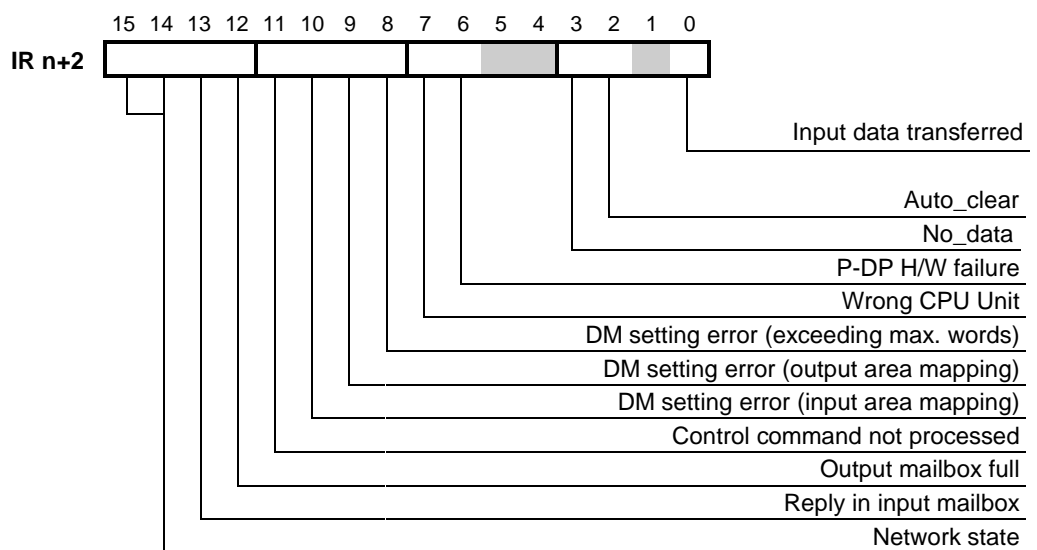 15 14 13 12 11 10 9 8 7 6 5 4 3 2 1 0
IR n+2
Input data transferred
Auto_clear
No_data
P-DP H/W failure
Wrong CPU Unit
DM setting error (exceeding max. words)
DM setting error (output area mapping)
DM setting error (input area mapping)
Control command not processed
Output mailbox full
Reply in input mailbox
Network state